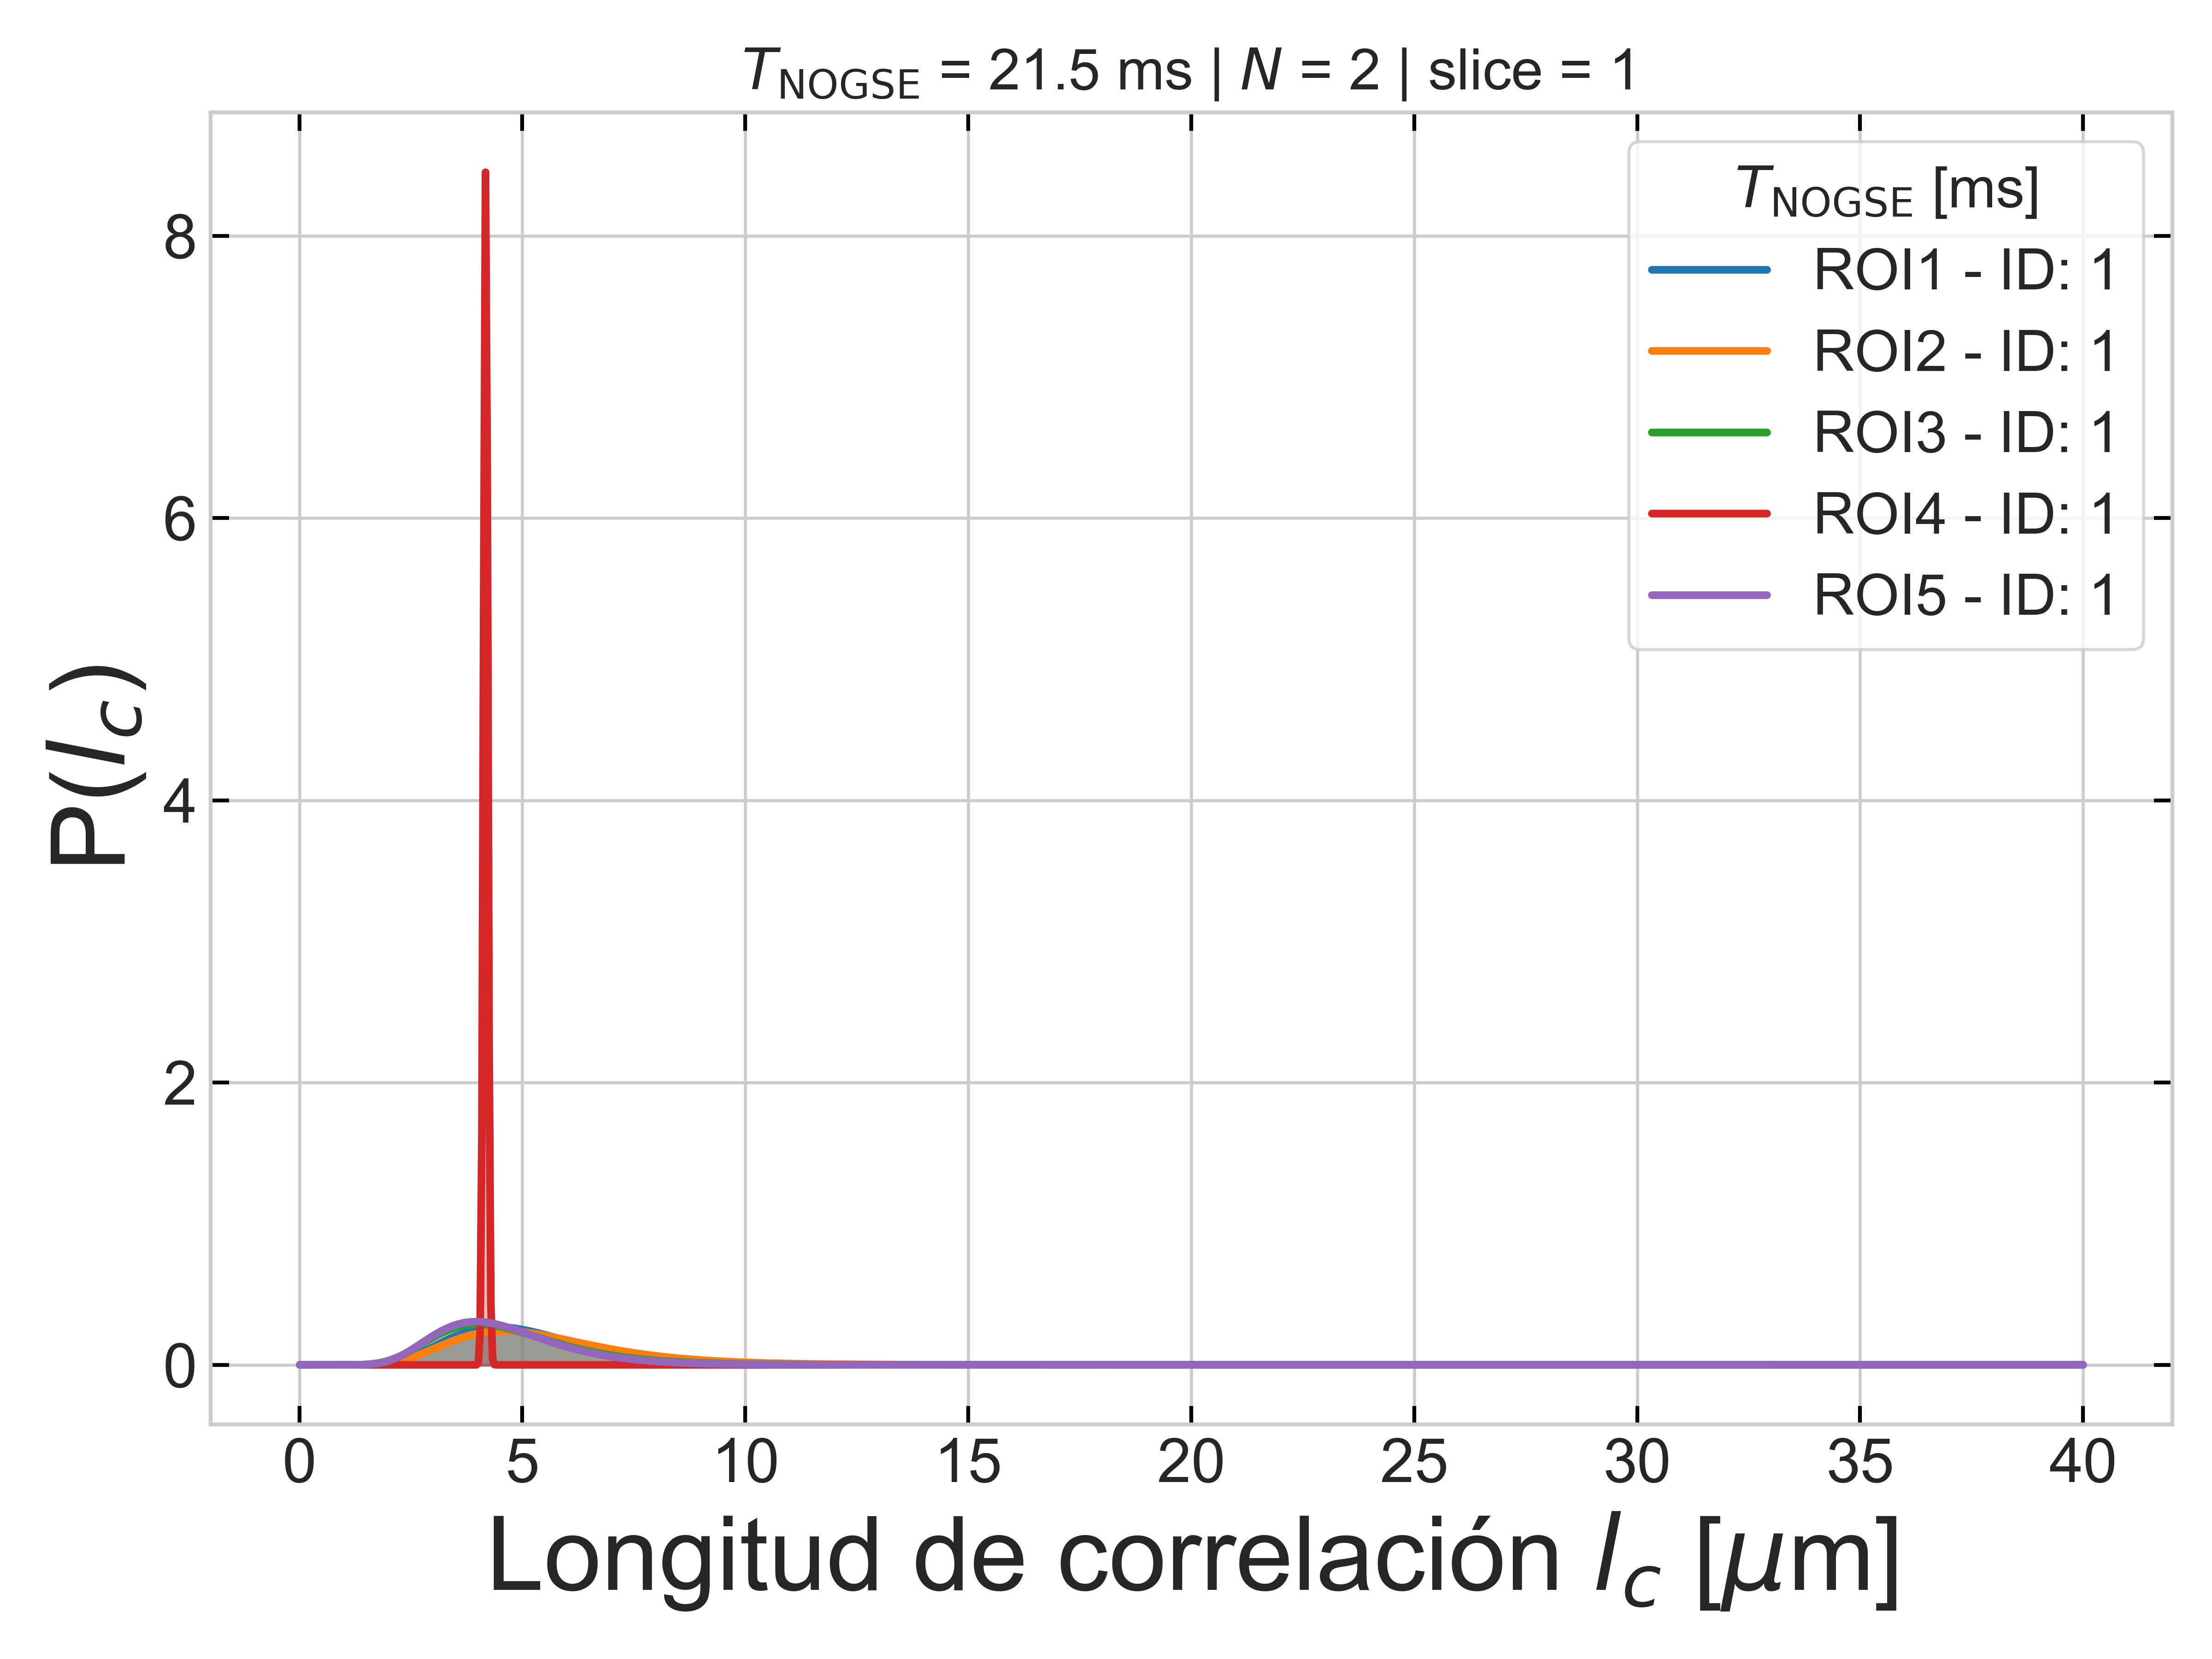 T_NOGSE = 21.5 ms | N = 2 | slice = 1
T_NOGSE [ms]
ROI1 - ID: 1
ROI2 - ID: 1
ROI3 - ID: 1
ROI4 - ID: 1
ROI5 - ID: 1
P(l_c)
8
6
4
2
0
0 5 10 15 20 25 30 35 40
Longitud de correlación l_c [μm]